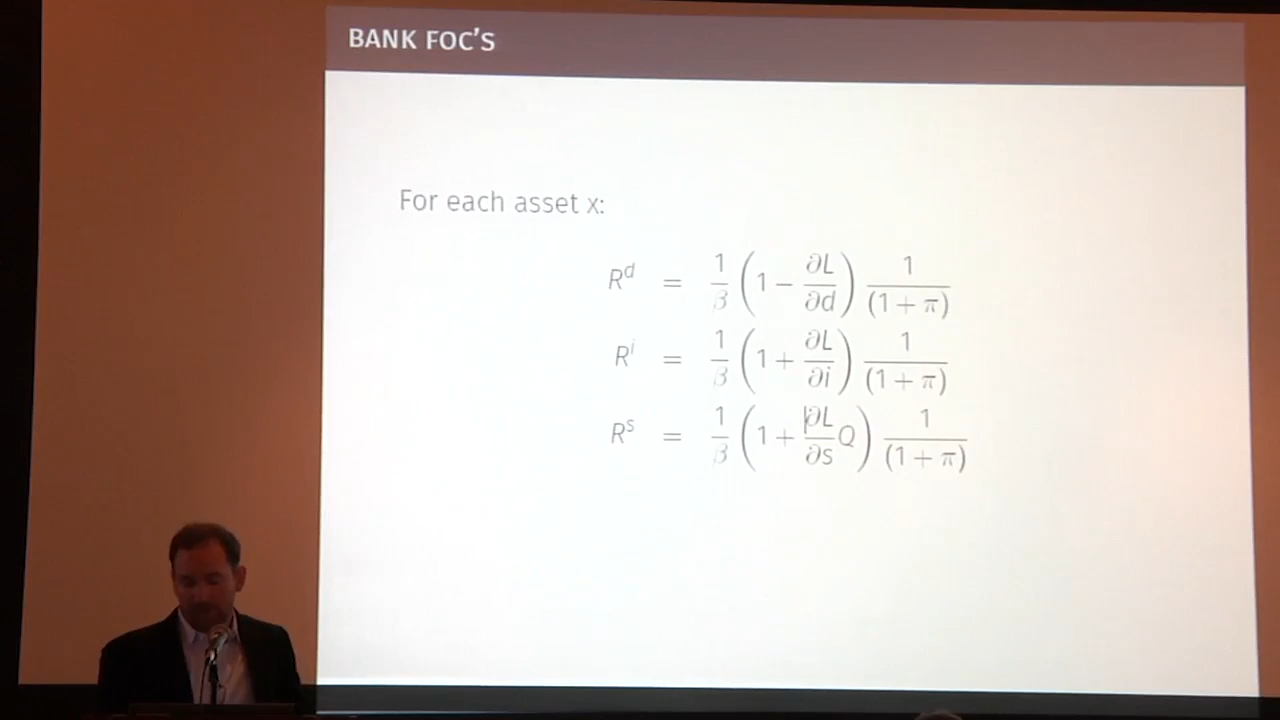 BANK FOC'S
For each asset x:
R^d = 1/β (1 − ∂L/∂d) 1/(1 + π)
R^i = 1/β (1 + ∂L/∂i) 1/(1 + π)
R^s = 1/β (1 + ∂L/∂s Q) 1/(1 + π)